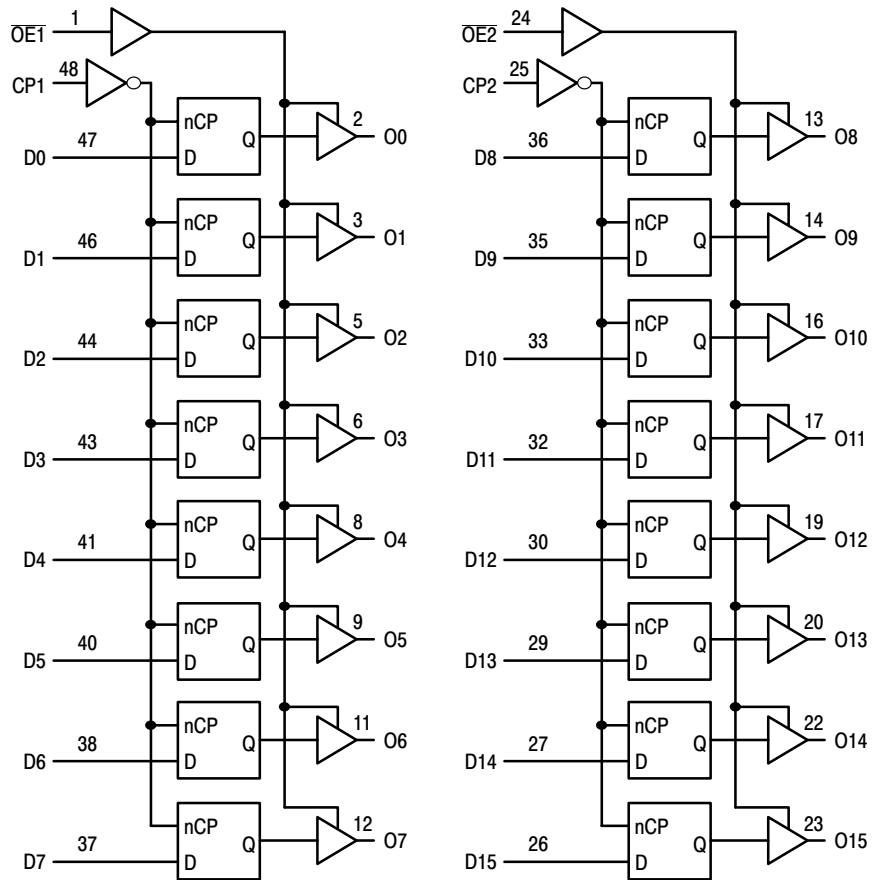 O̅E̅1̅ 1
CP1 48
nCP Q 2 O0
D0 47 D
nCP Q 3 O1
D1 46 D
nCP Q 5 O2
D2 44 D
nCP Q 6 O3
D3 43 D
nCP Q 8 O4
D4 41 D
nCP Q 9 O5
D5 40 D
nCP Q 11 O6
D6 38 D
nCP Q 12 O7
D7 37 D
O̅E̅2̅ 24
CP2 25
nCP Q 13 O8
D8 36 D
nCP Q 14 O9
D9 35 D
nCP Q 16 O10
D10 33 D
nCP Q 17 O11
D11 32 D
nCP Q 19 O12
D12 30 D
nCP Q 20 O13
D13 29 D
nCP Q 22 O14
D14 27 D
nCP Q 23 O15
D15 26 D